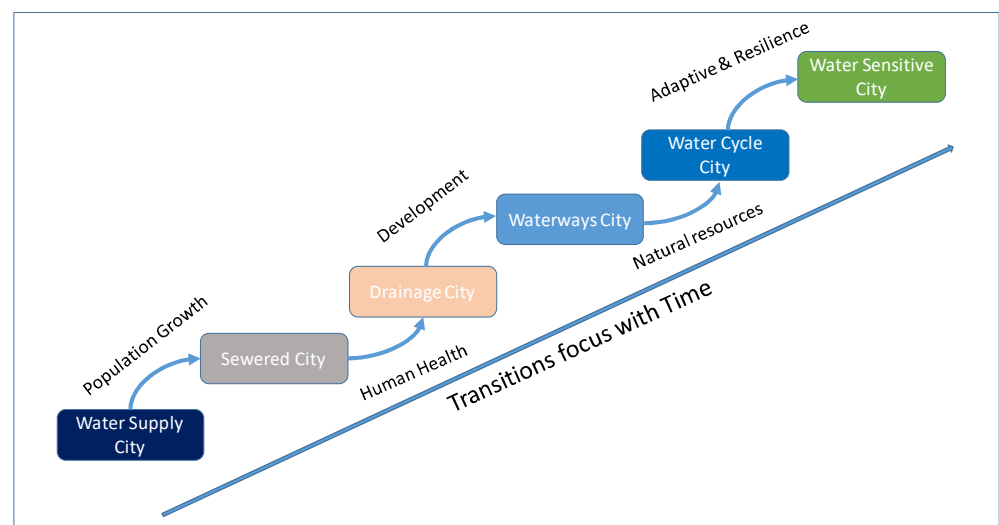 Adaptive & Resilience
Water Sensitive
City
Water Cycle
City
Development
Waterways City
Natural resources
Drainage City
Population Growth
Sewered City
Human Health
Transitions focus with Time
Water Supply
City